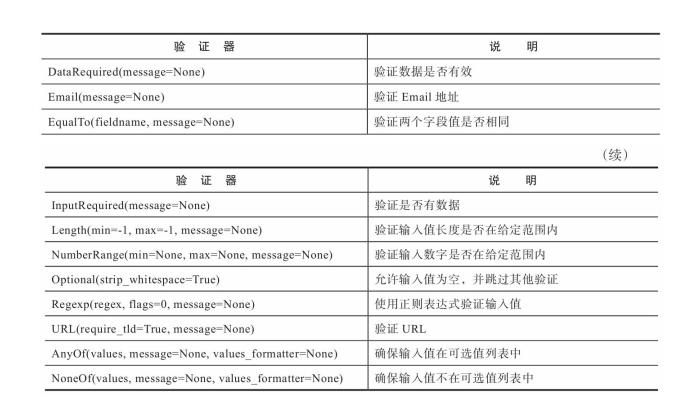 验 证 器 说 明
DataRequired(message=None) 验证数据是否有效
Email(message=None) 验证 Email 地址
EqualTo(fieldname, message=None) 验证两个字段值是否相同
（续）
验 证 器 说 明
InputRequired(message=None) 验证是否有数据
Length(min=-1, max=-1, message=None) 验证输入值长度是否在给定范围内
NumberRange(min=None, max=None, message=None) 验证输入数字是否在给定范围内
Optional(strip_whitespace=True) 允许输入值为空，并跳过其他验证
Regexp(regex, flags=0, message=None) 使用正则表达式验证输入值
URL(require_tld=True, message=None) 验证 URL
AnyOf(values, message=None, values_formatter=None) 确保输入值在可选值列表中
NoneOf(values, message=None, values_formatter=None) 确保输入值不在可选值列表中